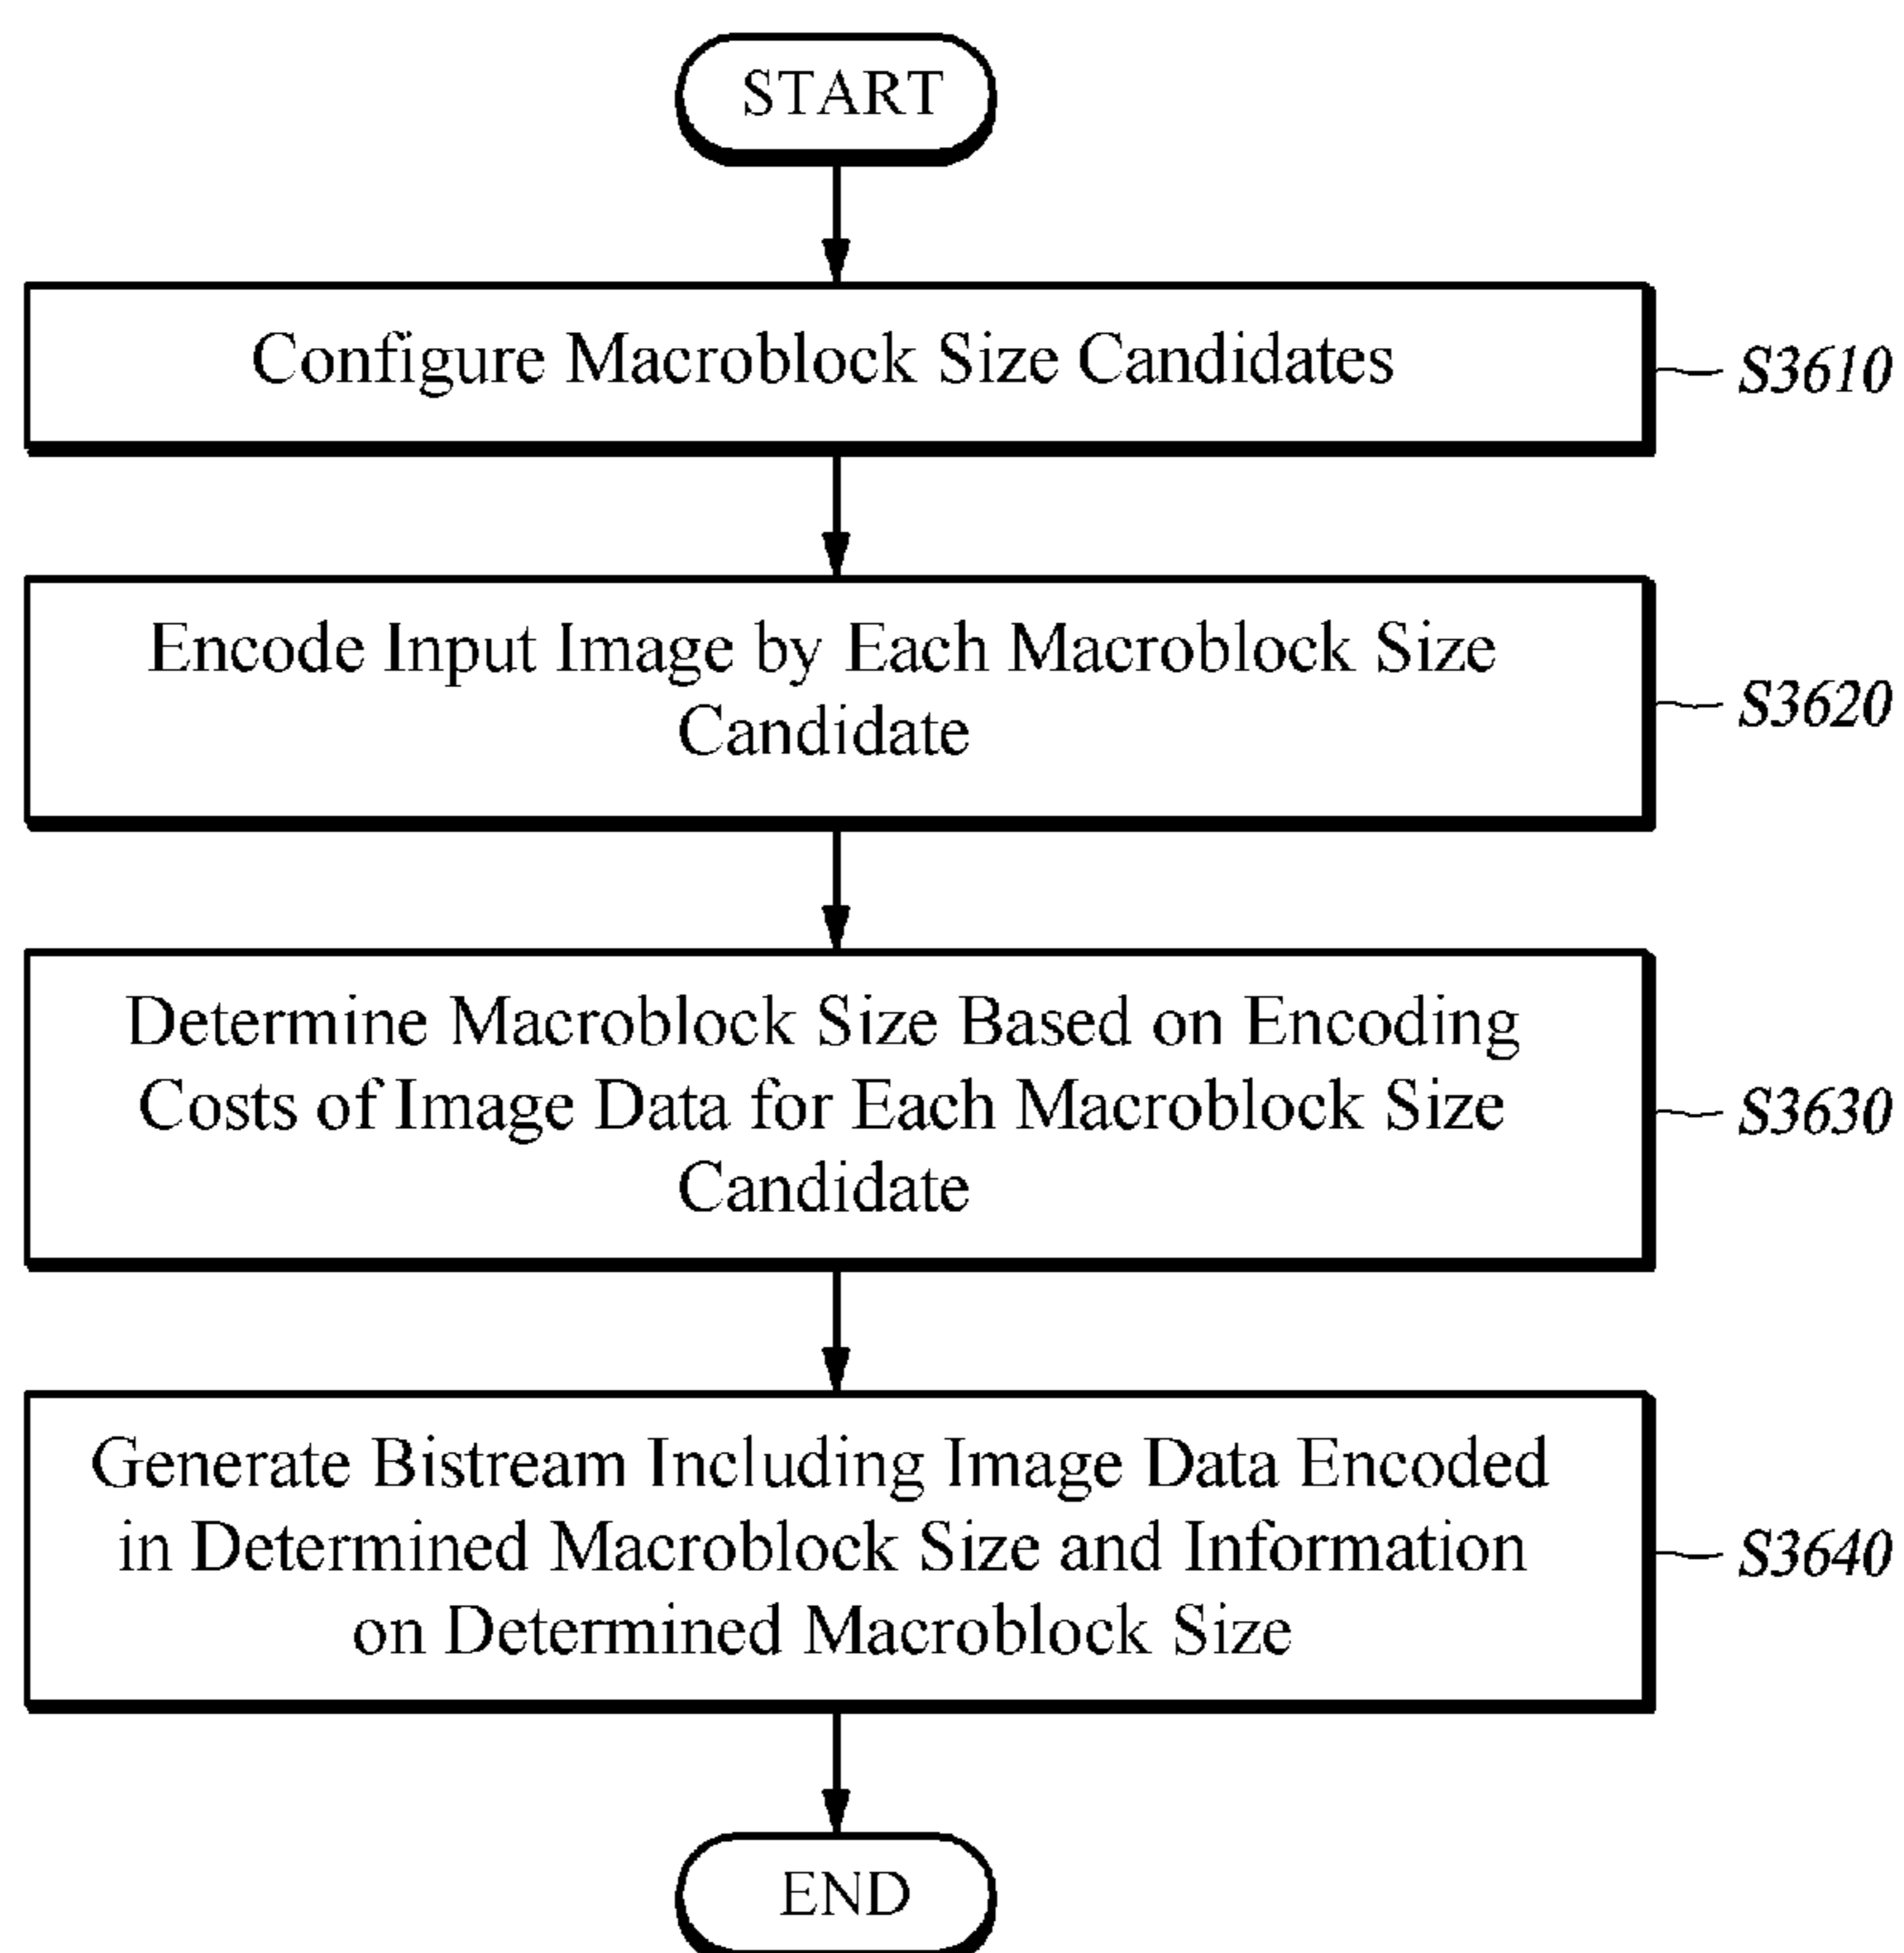 START
Configure Macroblock Size Candidates
S3610
Encode Input Image by Each Macroblock Size
Candidate
S3620
Determine Macroblock Size Based on Encoding
Costs of Image Data for Each Macroblock Size
Candidate
S3630
Generate Bistream Including Image Data Encoded
in Determined Macroblock Size and Information
on Determined Macroblock Size
S3640
END